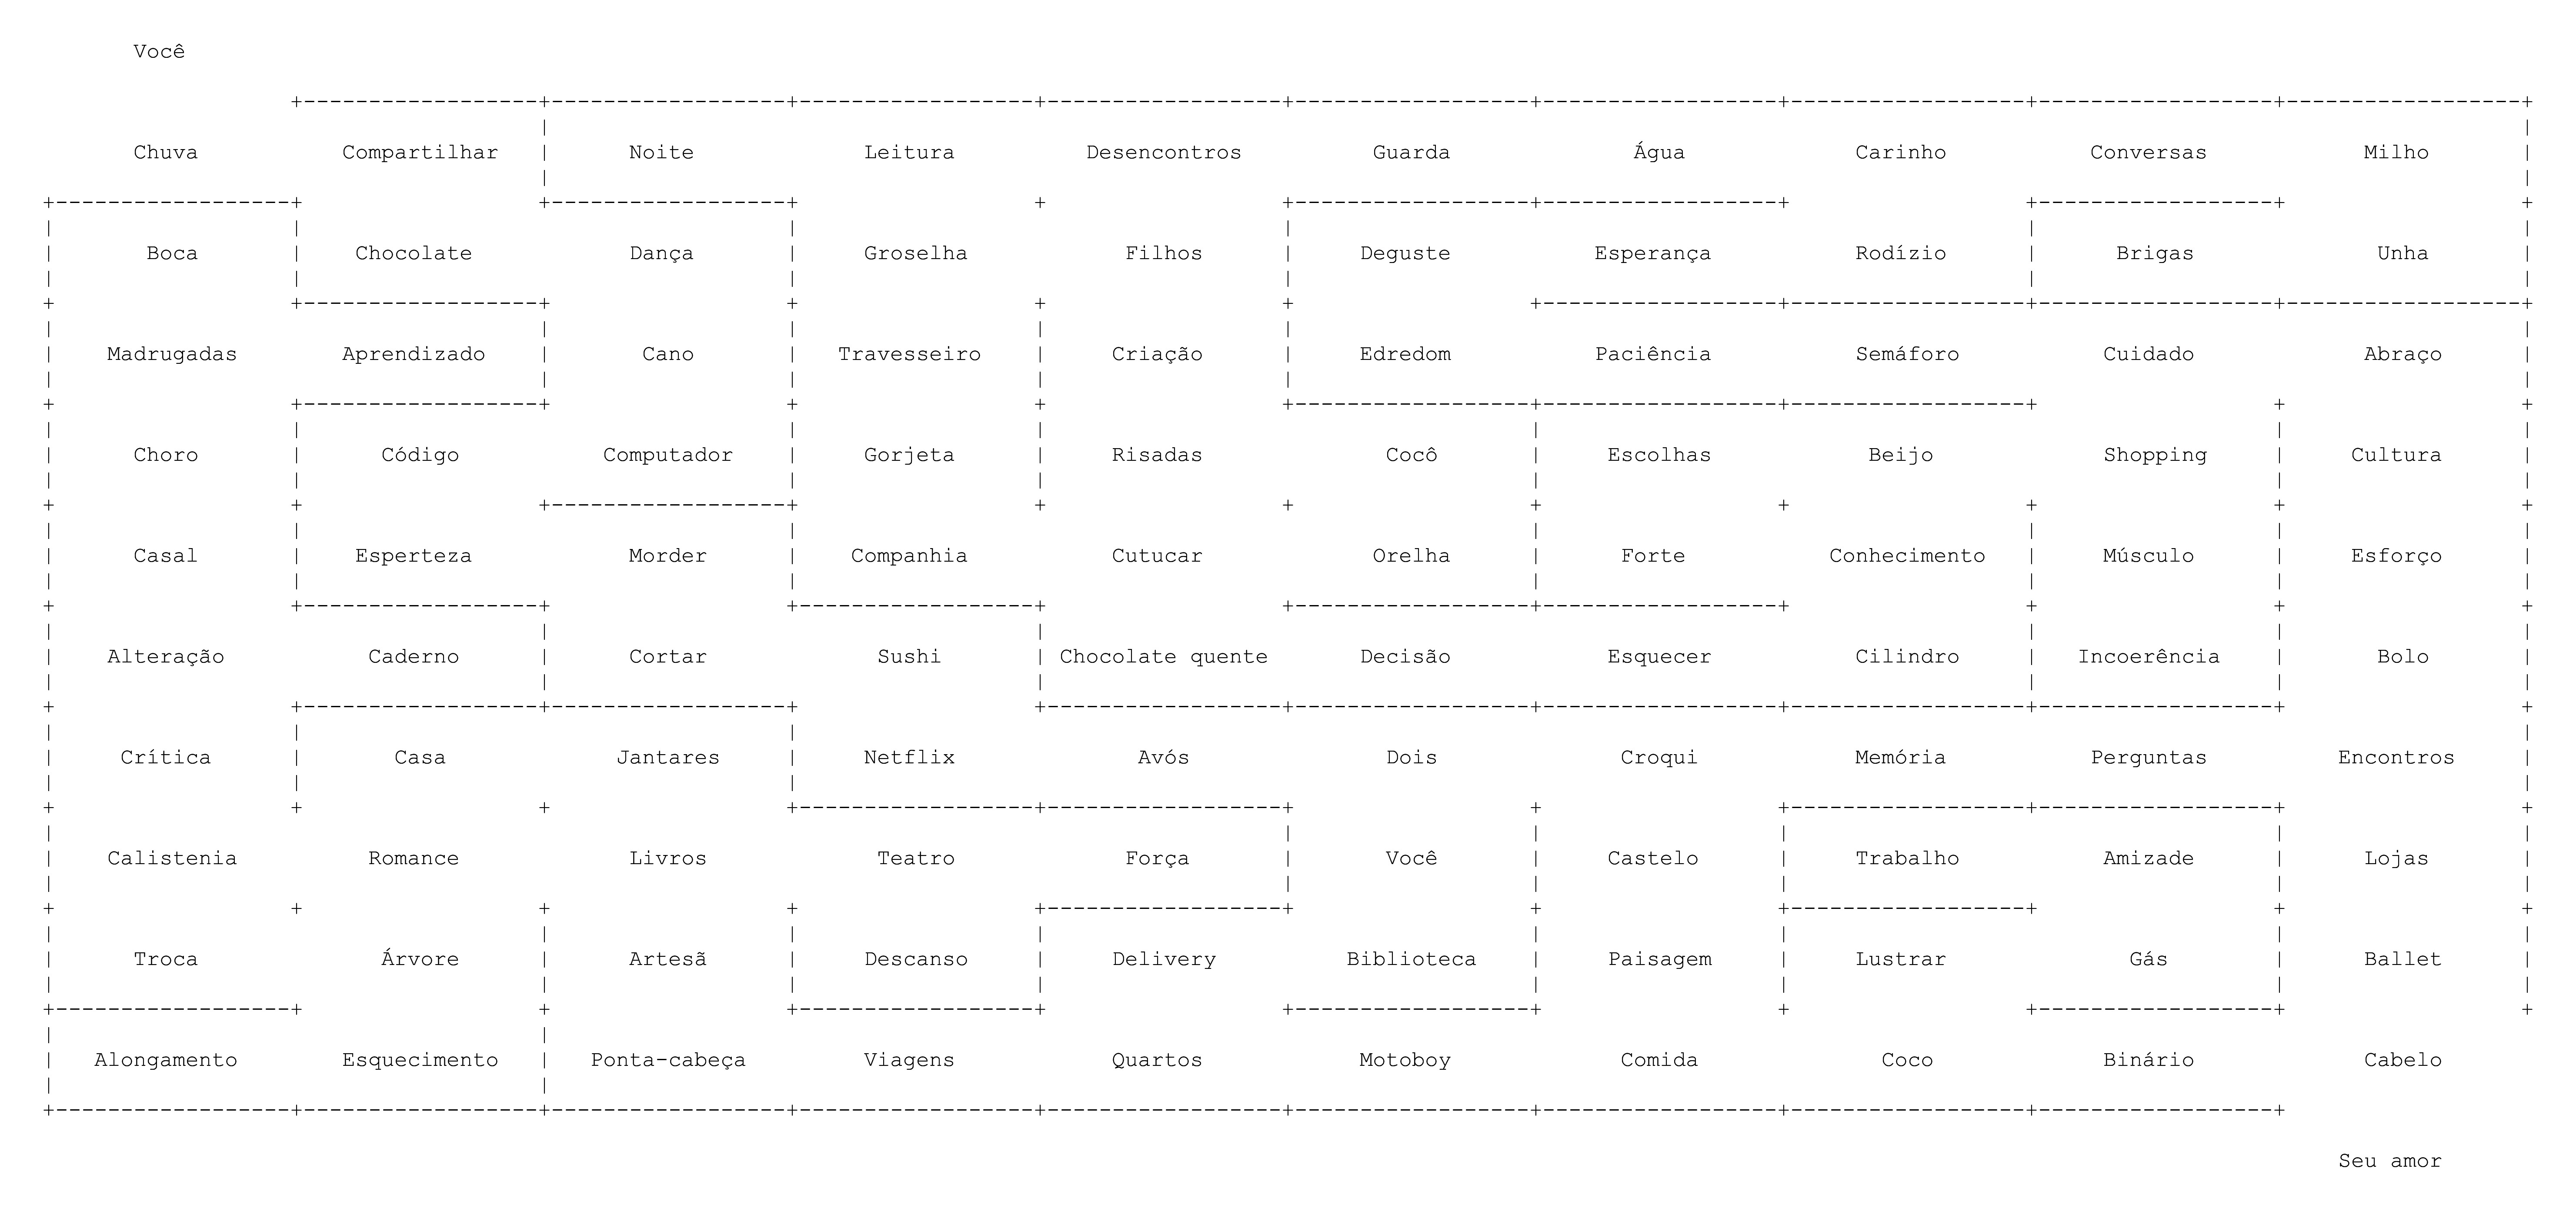 Você
Chuva Compartilhar Noite Leitura Desencontros Guarda Água Carinho Conversas Milho
Boca Chocolate Dança Groselha Filhos Deguste Esperança Rodízio Brigas Unha
Madrugadas Aprendizado Cano Travesseiro Criação Edredom Paciência Semáforo Cuidado Abraço
Choro Código Computador Gorjeta Risadas Cocô Escolhas Beijo Shopping Cultura
Casal Esperteza Morder Companhia Cutucar Orelha Forte Conhecimento Músculo Esforço
Alteração Caderno Cortar Sushi Chocolate quente Decisão Esquecer Cilindro Incoerência Bolo
Crítica Casa Jantares Netflix Avós Dois Croqui Memória Perguntas Encontros
Calistenia Romance Livros Teatro Força Você Castelo Trabalho Amizade Lojas
Troca Árvore Artesã Descanso Delivery Biblioteca Paisagem Lustrar Gás Ballet
Alongamento Esquecimento Ponta-cabeça Viagens Quartos Motoboy Comida Coco Binário Cabelo
Seu amor